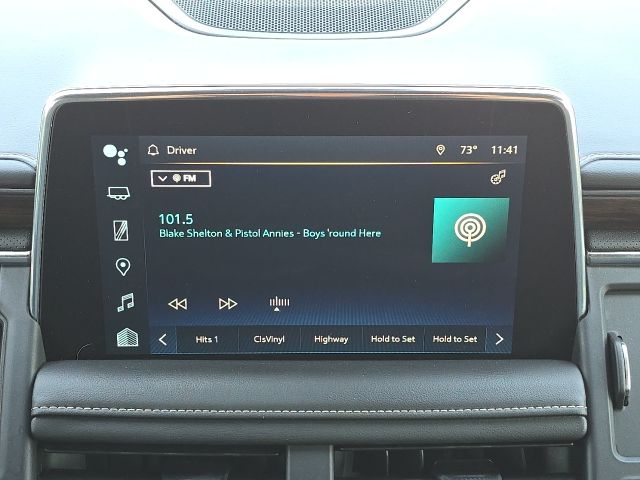 Driver 73° 11:41
FM
101.5
Blake Shelton & Pistol Annies - Boys 'round Here
Hits 1 ClsVinyl Highway Hold to Set Hold to Set